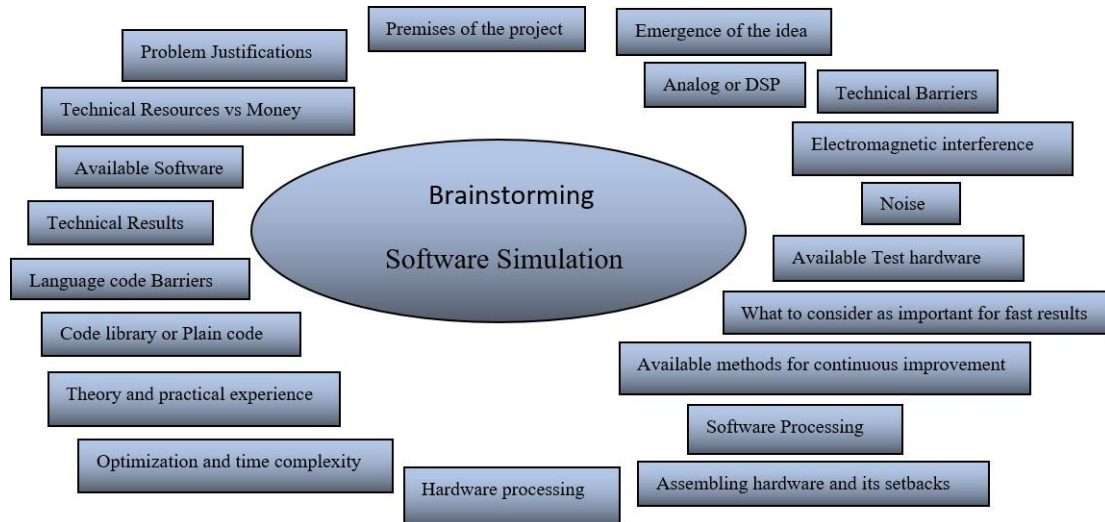 Premises of the project
Emergence of the idea
Problem Justifications
Analog or DSP
Technical Barriers
Technical Resources vs Money
Electromagnetic interference
Available Software
Brainstorming
Noise
Technical Results
Software Simulation
Available Test hardware
Language code Barriers
What to consider as important for fast results
Code library or Plain code
Available methods for continuous improvement
Theory and practical experience
Software Processing
Optimization and time complexity
Hardware processing
Assembling hardware and its setbacks